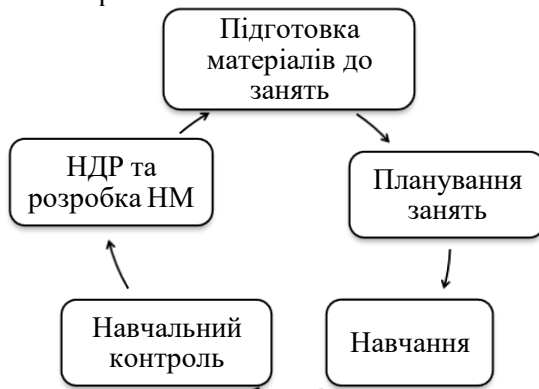 Підготовка
матеріалів до
занять
НДР та
розробка НМ
Планування
занять
Навчальний
контроль
Навчання